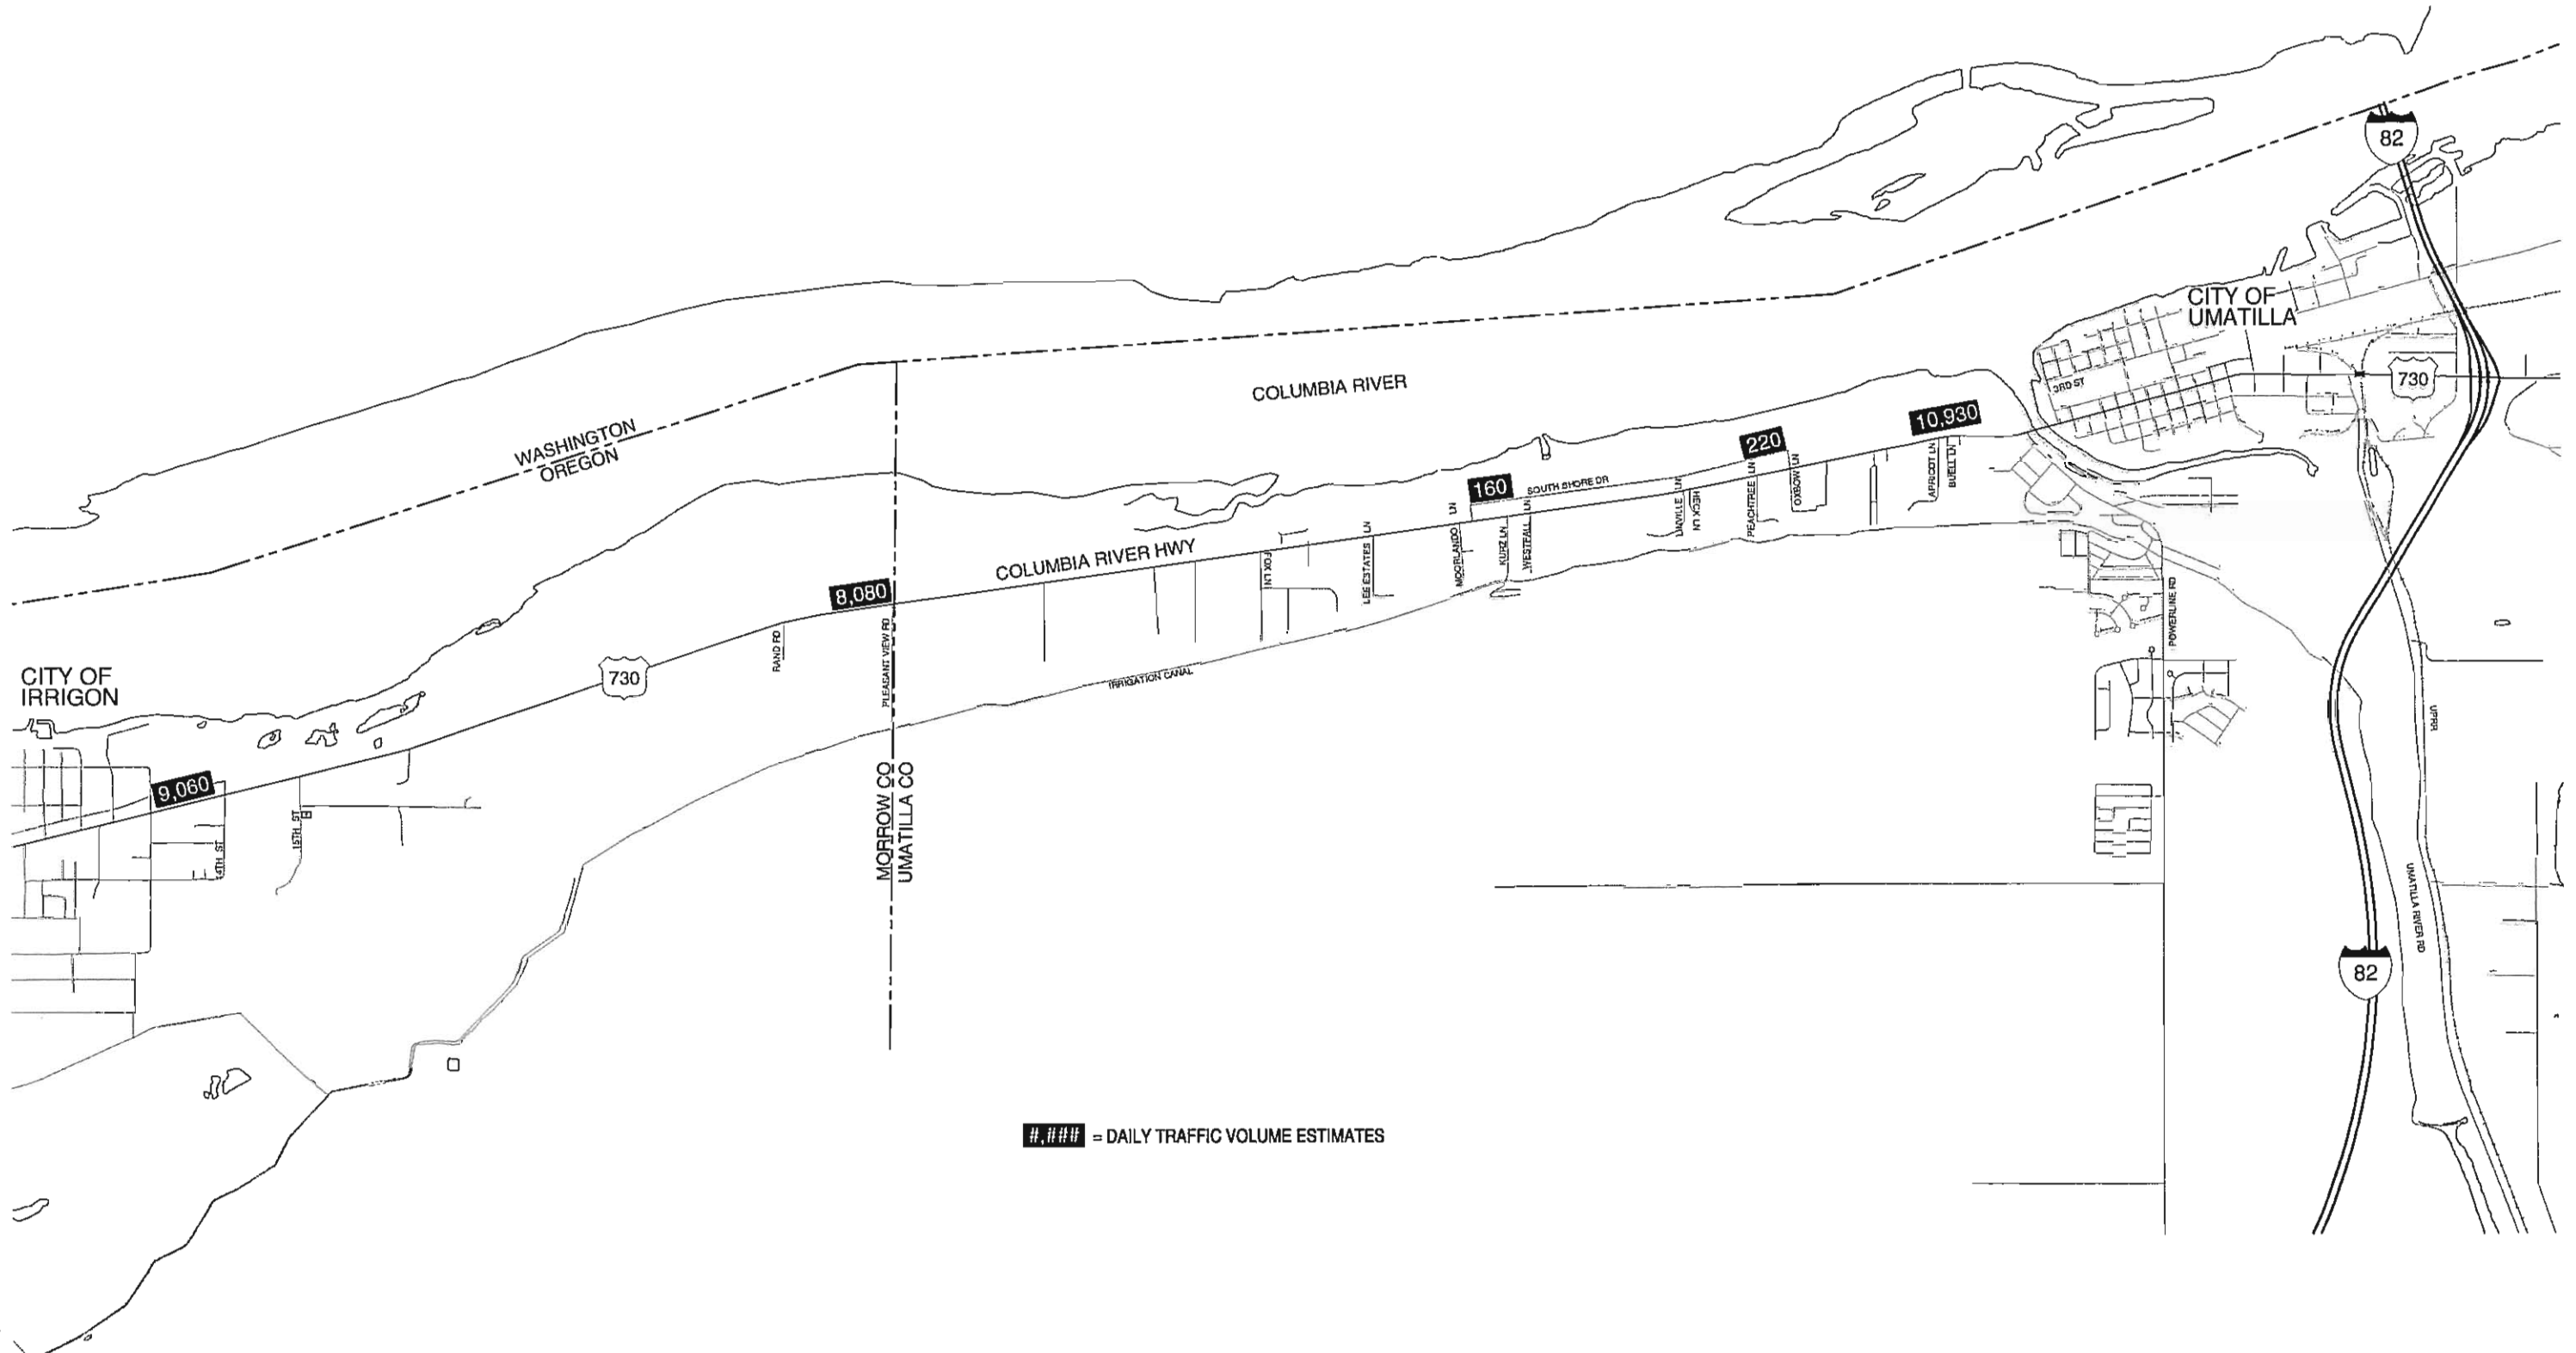 82
CITY OF
UMATILLA
3RD ST
730
COLUMBIA RIVER
WASHINGTON
OREGON
10,930
220
160
SOUTH SHORE DR
APRICOT LN
BUELL LN
OXBOW LN
PEACHTREE LN
HECK LN
LINVILLE LN
WESTFALL LN
KURZ LN
MOORLANDO LN
LEE ESTATES LN
FOX LN
COLUMBIA RIVER HWY
8,080
PLEASANT VIEW RD
RAND RD
730
CITY OF
IRRIGON
9,060
14TH ST
15TH ST
IRRIGATION CANAL
MORROW CO
UMATILLA CO
POWERLINE RD
UPRR
UMATILLA RIVER RD
82
#,### = DAILY TRAFFIC VOLUME ESTIMATES